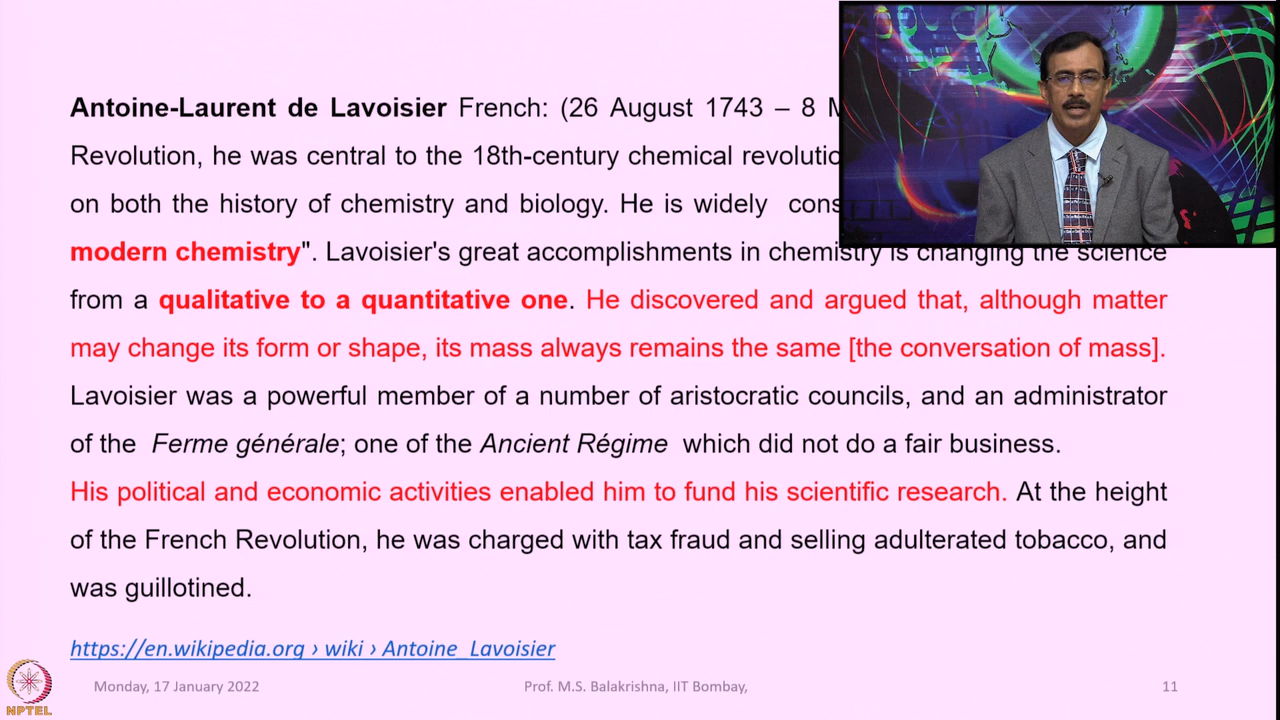 Antoine-Laurent de Lavoisier French: (26 August 1743 – 8
Revolution, he was central to the 18th-century chemical
on both the history of chemistry and biology. He is widely
modern chemistry". Lavoisier's great accomplishments in chemistry is changing the science
from a qualitative to a quantitative one. He discovered and argued that, although matter
may change its form or shape, its mass always remains the same [the conversation of mass].
Lavoisier was a powerful member of a number of aristocratic councils, and an administrator
of the Ferme générale; one of the Ancient Régime which did not do a fair business.
His political and economic activities enabled him to fund his scientific research. At the height
of the French Revolution, he was charged with tax fraud and selling adulterated tobacco, and
was guillotined.
https://en.wikipedia.org › wiki › Antoine_Lavoisier
NPTEL
Monday, 17 January 2022
Prof. M.S. Balakrishna, IIT Bombay,
11